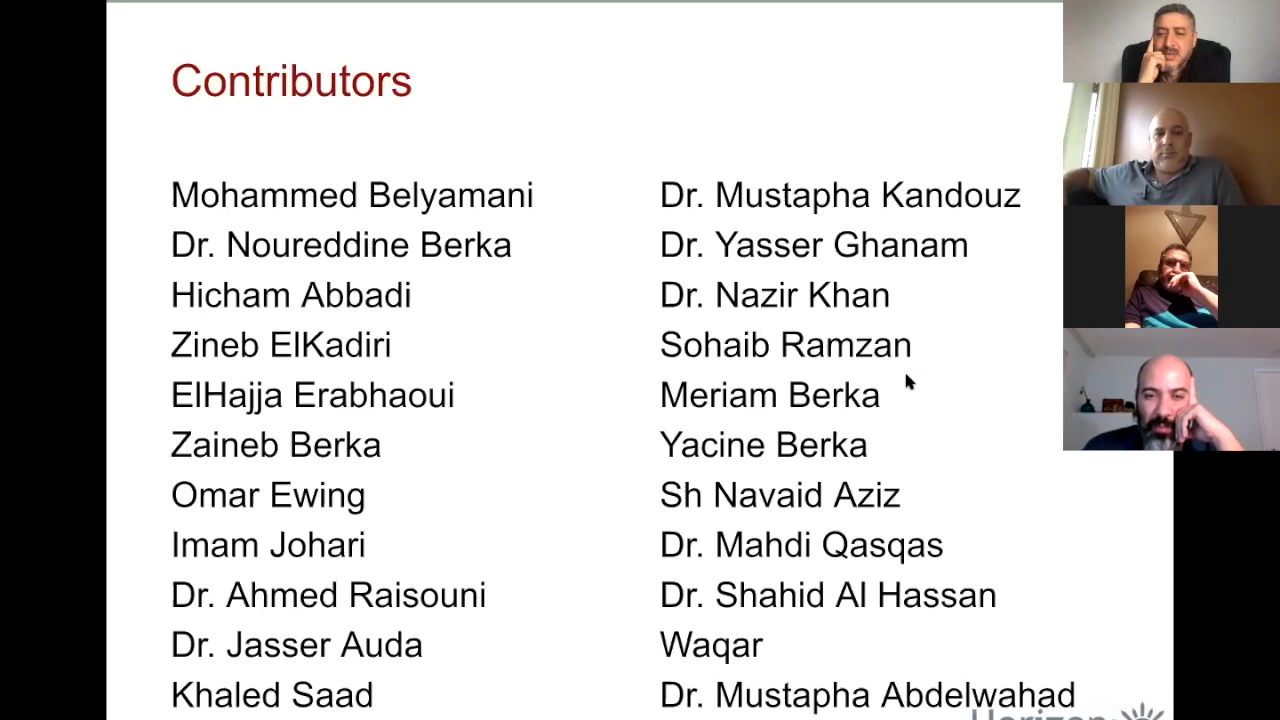 Contributors
Mohammed Belyamani
Dr. Noureddine Berka
Hicham Abbadi
Zineb ElKadiri
ElHajja Erabhaoui
Zaineb Berka
Omar Ewing
Imam Johari
Dr. Ahmed Raisouni
Dr. Jasser Auda
Khaled Saad
Dr. Mustapha Kandouz
Dr. Yasser Ghanam
Dr. Nazir Khan
Sohaib Ramzan
Meriam Berka
Yacine Berka
Sh Navaid Aziz
Dr. Mahdi Qasqas
Dr. Shahid Al Hassan
Waqar
Dr. Mustapha Abdelwahad